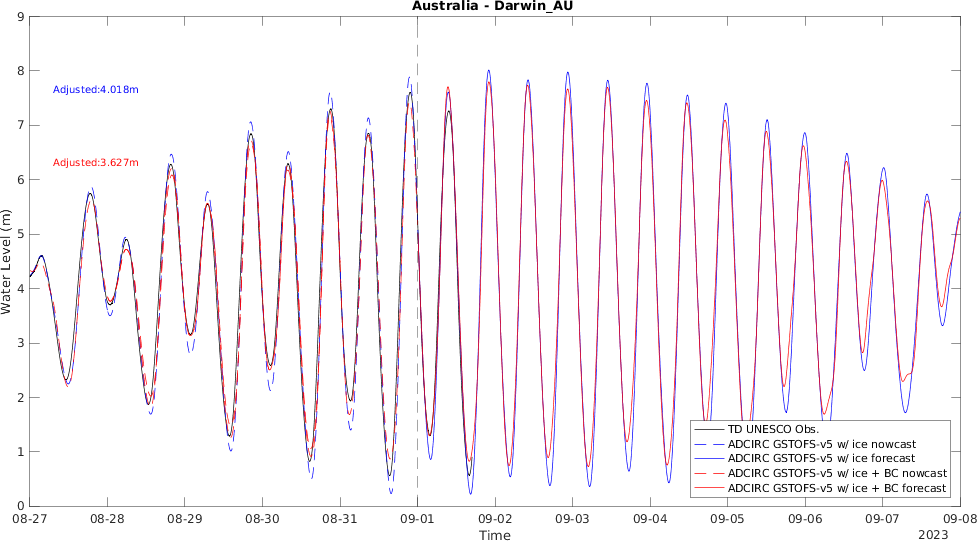 Australia - Darwin_AU
9
8
7
6
5
4
3
2
1
0
Water Level (m)
Adjusted:4.018m
Adjusted:3.627m
TD UNESCO Obs.
ADCIRC GSTOFS-v5 w/ ice nowcast
ADCIRC GSTOFS-v5 w/ ice forecast
ADCIRC GSTOFS-v5 w/ ice + BC nowcast
ADCIRC GSTOFS-v5 w/ ice + BC forecast
08-27 08-28 08-29 08-30 08-31 09-01 09-02 09-03 09-04 09-05 09-06 09-07 09-08
Time 2023